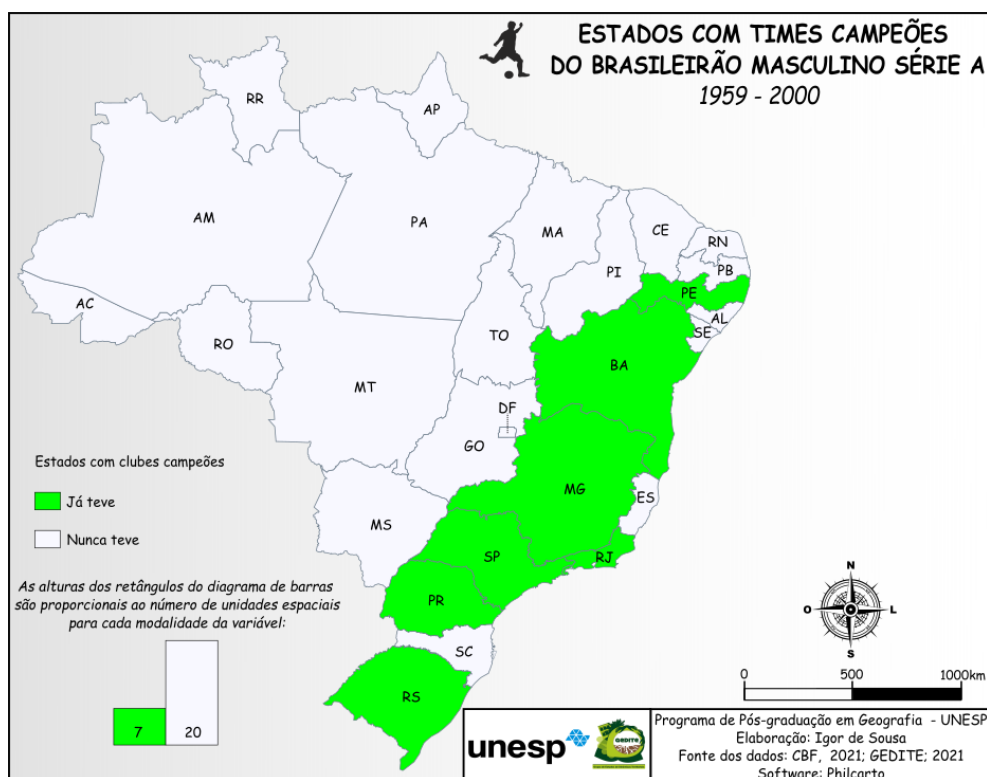 ESTADOS COM TIMES CAMPEÕES
DO BRASILEIRÃO MASCULINO SÉRIE A
1959 - 2000
RR
AP
AM
PA
MA
CE
RN
PI
PB
PE
AC
AL
TO
SE
RO
BA
MT
DF
GO
Estados com clubes campeões
MG
ES
Já teve
MS
Nunca teve
SP
RJ
As alturas dos retângulos do diagrama de barras
são proporcionais ao número de unidades espaciais
para cada modalidade da variável:
PR
N
O
L
S
SC
RS
0
500
1000km
7
20
unesp
GEDITE
Programa de Pós-graduação em Geografia - UNESP
Elaboração: Igor de Sousa
Fonte dos dados: CBF, 2021; GEDITE; 2021
Software: Philcarto